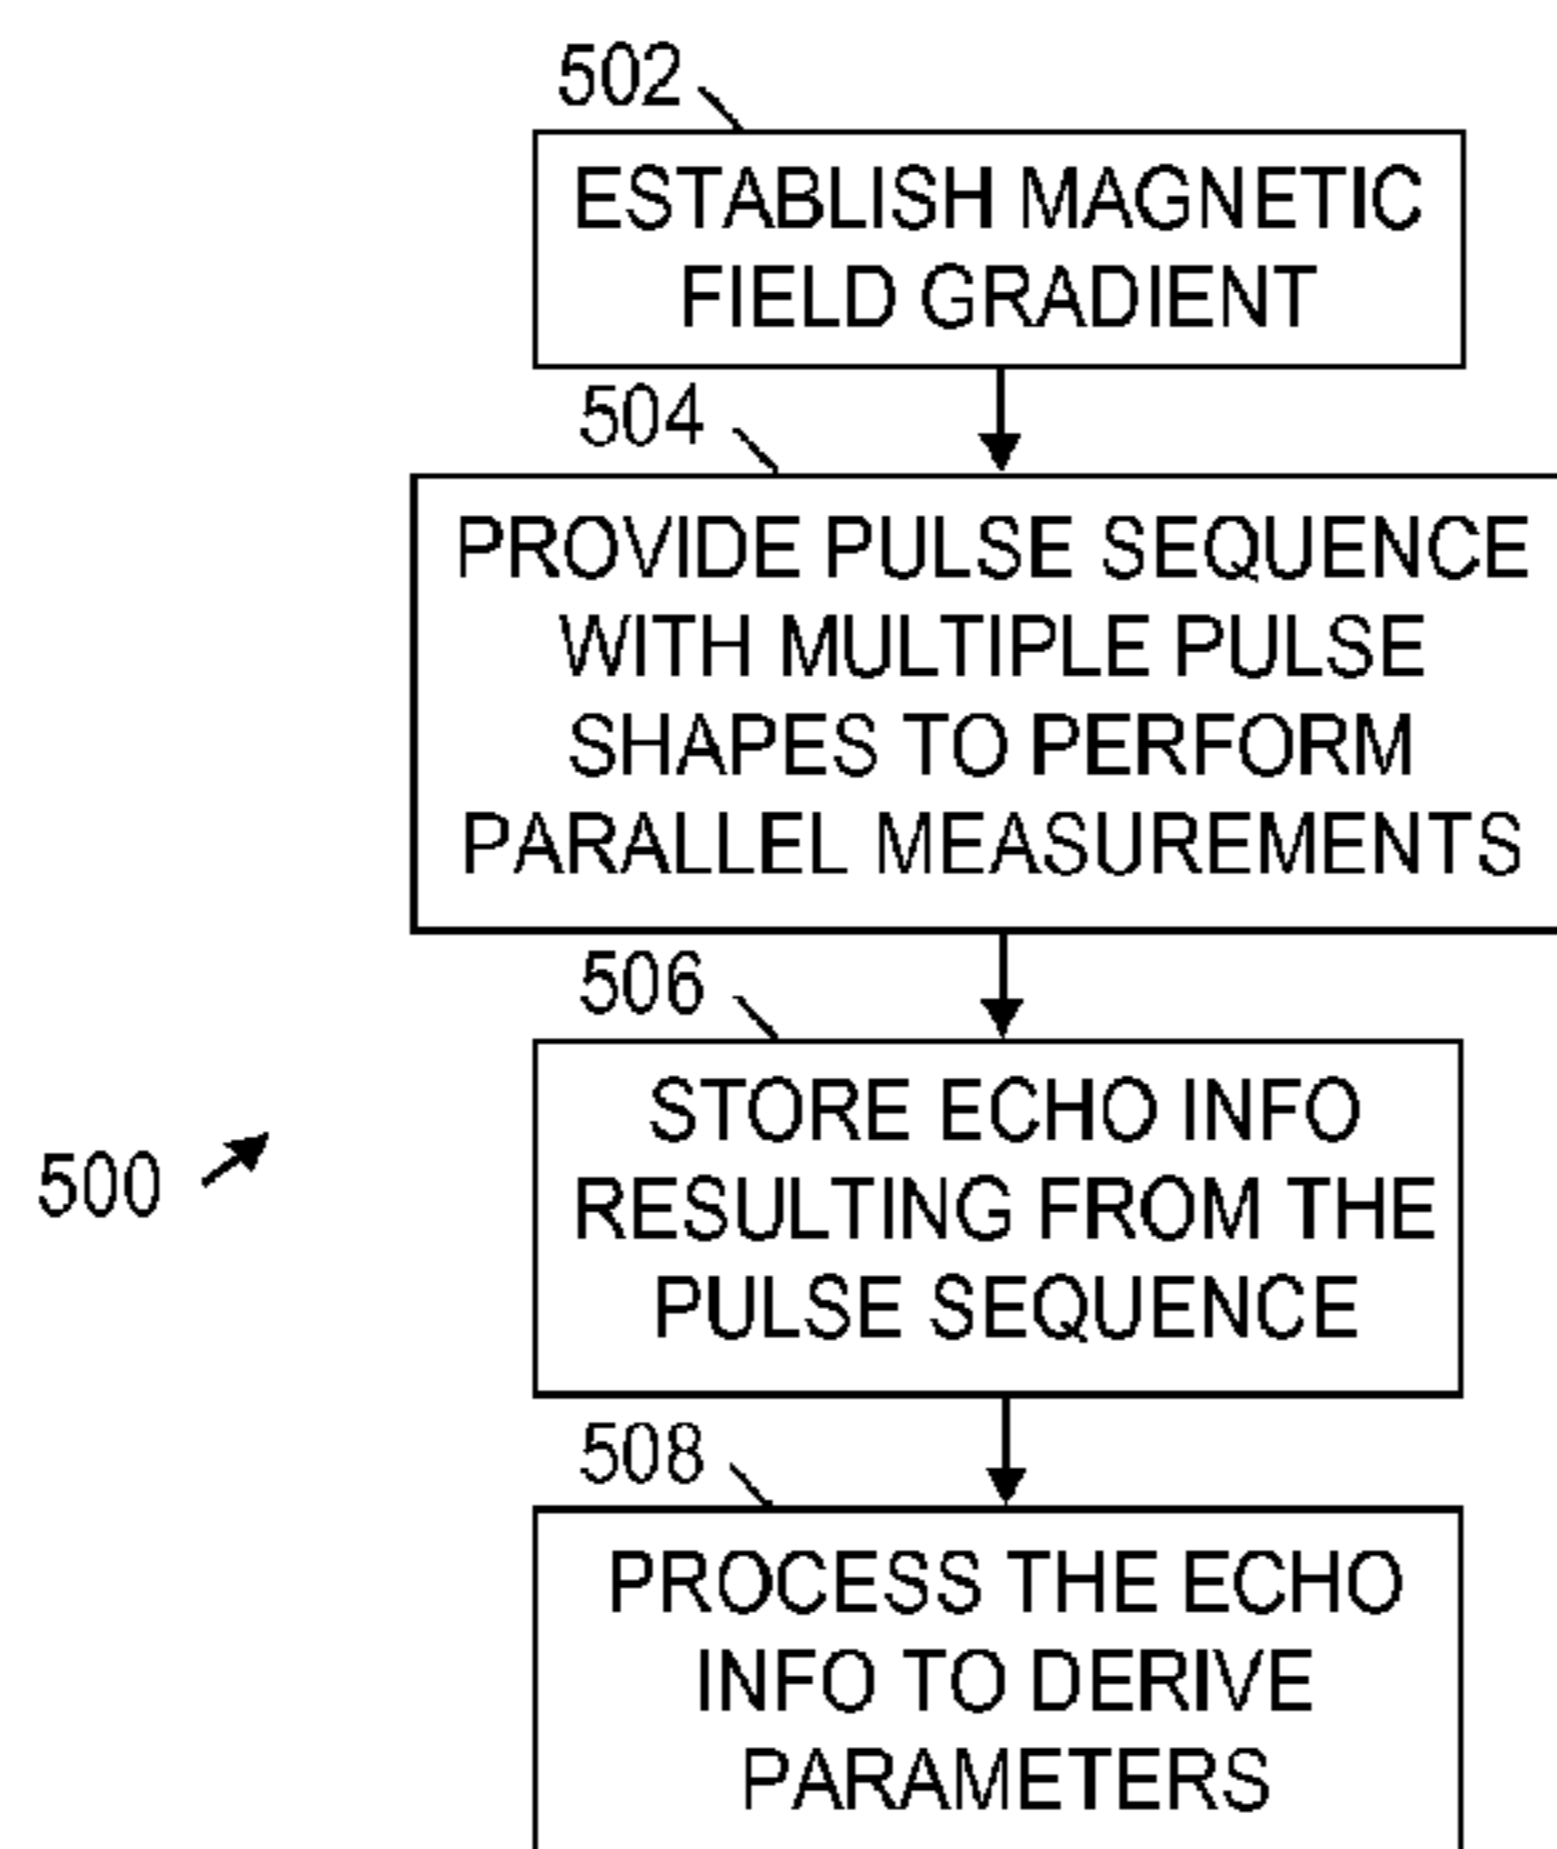 502
ESTABLISH MAGNETIC
FIELD GRADIENT
504
PROVIDE PULSE SEQUENCE
WITH MULTIPLE PULSE
SHAPES TO PERFORM
PARALLEL MEASUREMENTS
506
STORE ECHO INFO
RESULTING FROM THE
PULSE SEQUENCE
500
508
PROCESS THE ECHO
INFO TO DERIVE
PARAMETERS